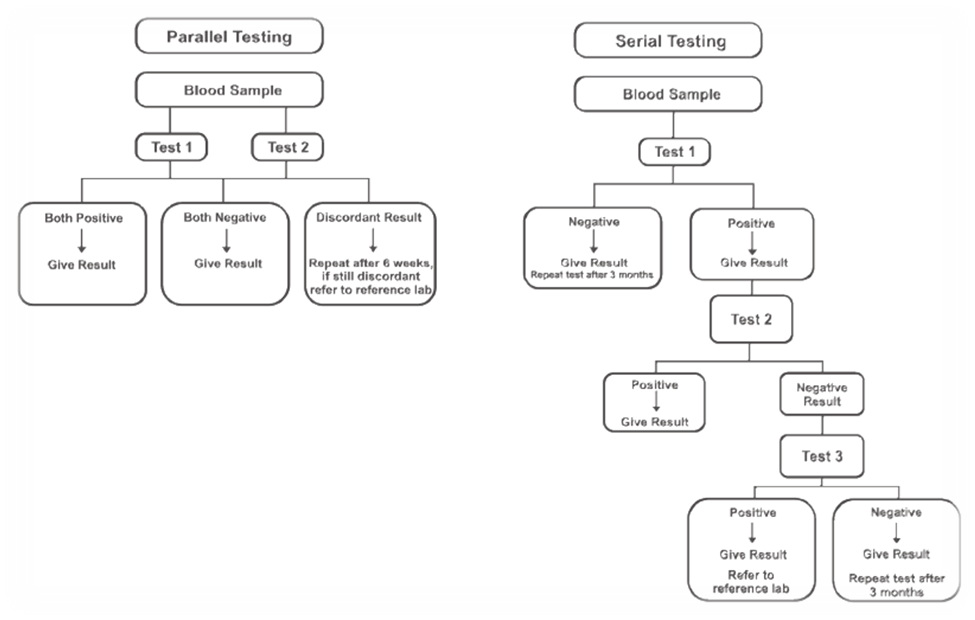 Parallel Testing
Blood Sample
Test 1
Test 2
Both Positive
Give Result
Both Negative
Give Result
Discordant Result
Repeat after 6 weeks,
if still discordant
refer to reference lab.
Serial Testing
Blood Sample
Test 1
Negative
Give Result
Repeat test after 3 months
Positive
Give Result
Test 2
Positive
Give Result
Negative
Result
Test 3
Positive
Give Result
Refer to
reference lab
Negative
Give Result
Repeat test after
3 months